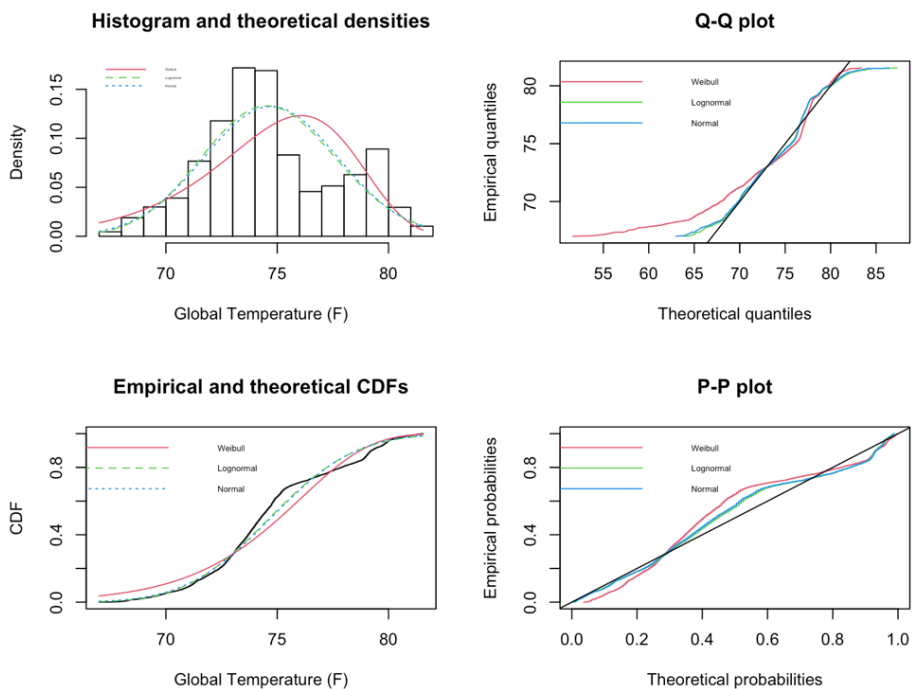 Histogram and theoretical densities
Weibull
Lognormal
Normal
Density
0.00
0.05
0.10
0.15
70
75
80
Global Temperature (F)
Q-Q plot
Weibull
Lognormal
Normal
Empirical quantiles
70
75
80
55
60
65
70
75
80
85
Theoretical quantiles
Empirical and theoretical CDFs
Weibull
Lognormal
Normal
CDF
0.0
0.4
0.8
70
75
80
Global Temperature (F)
P-P plot
Weibull
Lognormal
Normal
Empirical probabilities
0.0
0.4
0.8
0.0
0.2
0.4
0.6
0.8
1.0
Theoretical probabilities